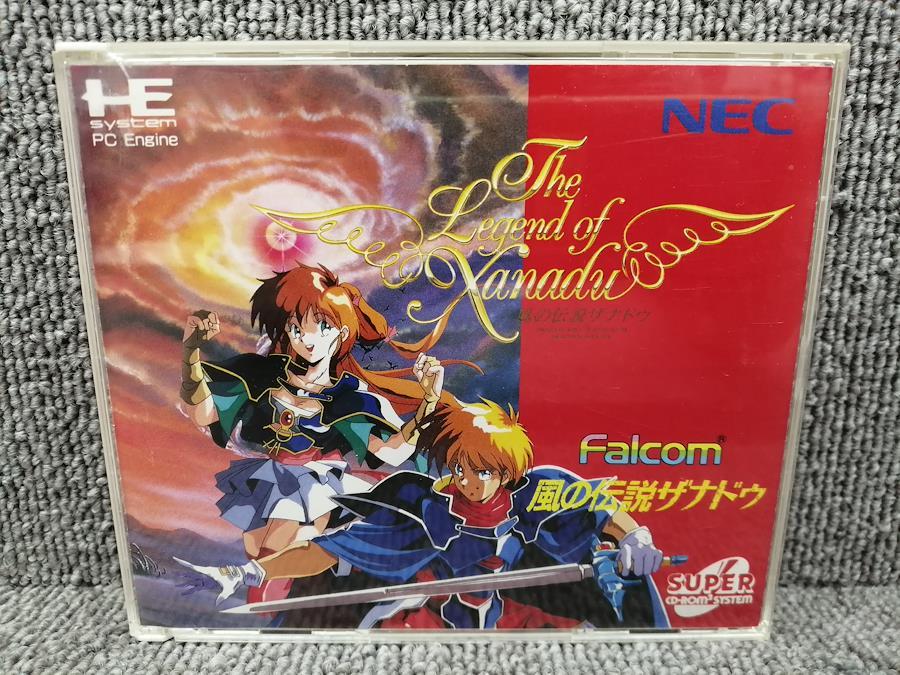 HE
system
PC Engine
NEC
The
Legend of
Xanadu
風の伝説ザナドゥ
Falcom®
風の伝説ザナドゥ
SUPER
CD-ROM² SYSTEM